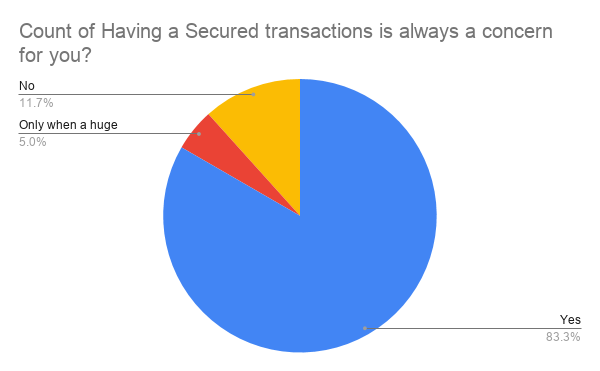 Count of Having a Secured transactions is always a concern
for you?
No
11.7%
Only when a huge
5.0%
Yes
83.3%